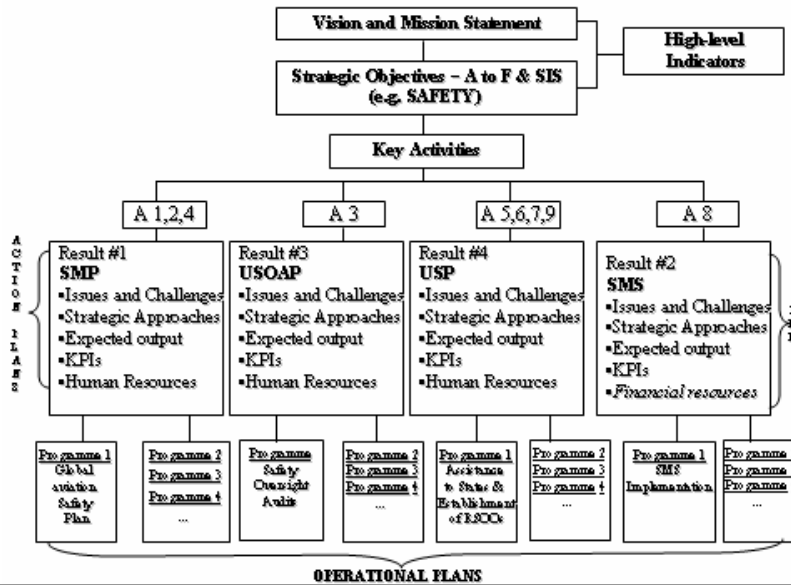 Vision and Mission Statement
High-level
Indicators
Strategic Objectives – A to F & SIS
(e.g. SAFETY)
Key Activities
A 1,2,4
A 3
A 5,6,7,9
A 8
ACTION PLANS
Result #1
SMP
▪Issues and Challenges
▪Strategic Approaches
▪Expected output
▪KPIs
▪Human Resources
Result #3
USOAP
▪Issues and Challenges
▪Strategic Approaches
▪Expected output
▪KPIs
▪Human Resources
Result #4
USP
▪Issues and Challenges
▪Strategic Approaches
▪Expected output
▪KPIs
▪Human Resources
Result #2
SMS
▪Issues and Challenges
▪Strategic Approaches
▪Expected output
▪KPIs
▪Financial resources
Programme 1
Global
aviation
Safety
Plan
Programme 2
Programme 3
Programme 4
...
Programme
Safety
Oversight
Audits
Programme 2
Programme 3
Programme 4
...
Programme 1
Assistance
to States &
Establishment
of RSOOs
Programme 2
Programme 3
Programme 4
...
Programme 1
SMS
Implementation
Programme
Programme
Programme
...
OPERATIONAL PLANS